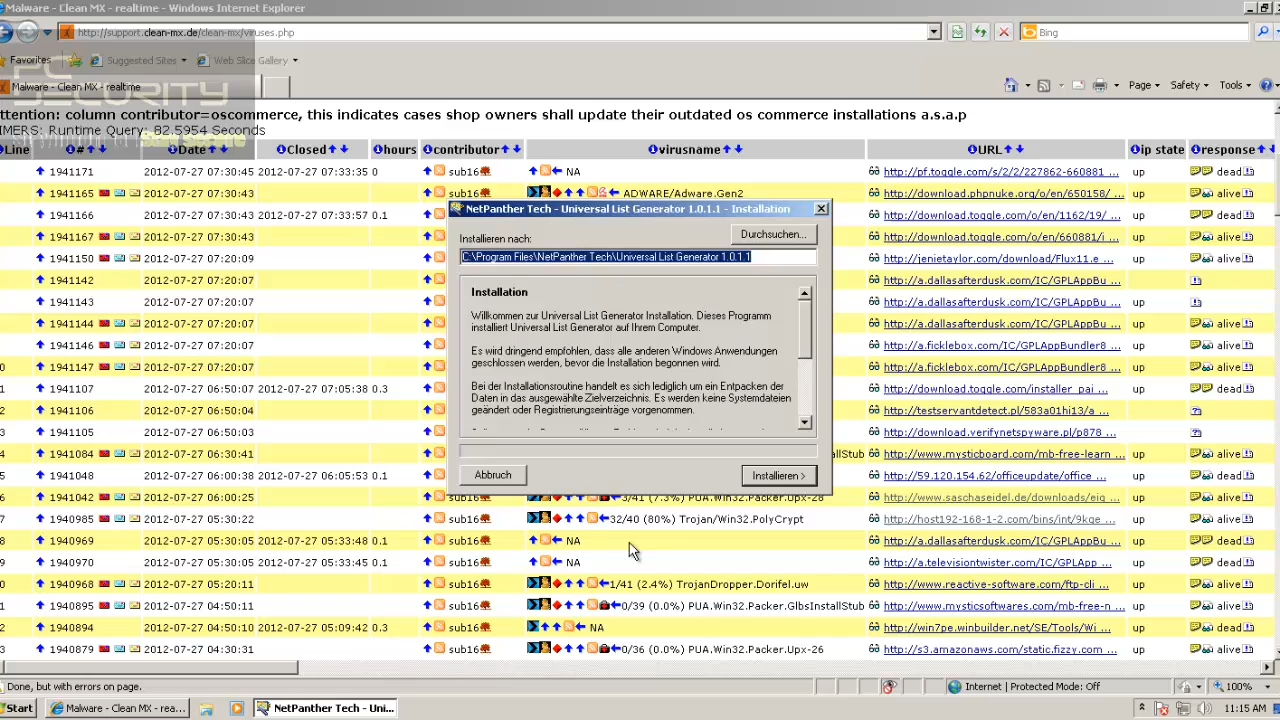 Malware - Clean MX - realtime - Windows Internet Explorer
http://support.clean-mx.de/clean-mx/viruses.php
Bing
Favorites Suggested Sites Web Slice Gallery
PC SECURITY
Malware - Clean MX - realtime
Page Safety Tools
ttention: column contributor=oscommerce, this indicates cases shop owners shall update their outdated os commerce installations a.s.a.p
IMERS: Runtime Query: 82.5954 Seconds
Line # Date Closed hours contributor virusname URL ip state response
1941171 2012-07-27 07:30:45 2012-07-27 07:33:35 0 sub16 NA http://pf.toggle.com/s/2/2/227862-660881 ... up dead
1941165 2012-07-27 07:30:43 sub16 ADWARE/Adware.Gen2 http://download.phpnuke.org/o/en/650158/ ... up alive
1941166 2012-07-27 07:30:43 2012-07-27 07:33:57 0.1 http://download.toggle.com/o/en/1162/19/ ... up dead
1941167 2012-07-27 07:30:43 http://download.toggle.com/o/en/660881/i ... up alive
1941150 2012-07-27 07:20:08 http://jenietaylor.com/download/Flux11.e ... up alive
1941142 2012-07-27 07:20:07 http://a.dallasafterdusk.com/IC/GPLAppBu ... up
1941143 2012-07-27 07:20:07 http://a.dallasafterdusk.com/IC/GPLAppBu ... up
1941144 2012-07-27 07:20:07 http://a.dallasafterdusk.com/IC/GPLAppBu ... up alive
1941146 2012-07-27 07:20:07 http://a.ficklebox.com/IC/GPLAppBundler8 ... up alive
0 1941147 2012-07-27 07:20:07 http://a.ficklebox.com/IC/GPLAppBundler8 ... up alive
1 1941107 2012-07-27 06:50:07 2012-07-27 07:05:38 0.3 http://download.toggle.com/installer_pai ... up dead
2 1941106 2012-07-27 06:50:04 http://testservantdetect.pl/583a01hi13/a ... up
3 1941105 2012-07-27 06:50:03 http://download.verifynetspyware.pl/p878 ... up
4 1941084 2012-07-27 06:30:41 stallStub http://www.mysticboard.com/mb-free-learn ... up alive
5 1941048 2012-07-27 06:00:25 2012-07-27 06:05:53 0.1 http://59.120.154.62/officeupdate/office ... up dead
6 1941042 2012-07-27 06:00:25 sub16 3/41 (7.3%) PUA.Win32.Packer.Upx-28 http://www.saschaseidel.de/downloads/eiq ... up alive
7 1940985 2012-07-27 05:30:22 sub16 32/40 (80%) Trojan/Win32.PolyCrypt http://host192-168-1-2.com/bins/int/9kqe ... up alive
8 1940969 2012-07-27 05:30:05 2012-07-27 05:33:48 0.1 sub16 NA http://a.dallasafterdusk.com/IC/GPLAppBu ... up dead
9 1940970 2012-07-27 05:30:05 2012-07-27 05:33:45 0.1 sub16 NA http://a.televisiontwister.com/IC/GPLApp ... up dead
0 1940968 2012-07-27 05:20:11 sub16 1/41 (2.4%) TrojanDropper.Dorifel.uw http://www.reactive-software.com/ftp-cli ... up alive
1 1940895 2012-07-27 04:50:11 sub16 0/39 (0.0%) PUA.Win32.Packer.GlbsInstallStub http://www.mysticsoftwares.com/mb-free-n ... up alive
2 1940894 2012-07-27 04:50:10 2012-07-27 05:09:42 0.3 sub16 NA http://win7pe.winbuilder.net/SE/Tools/Wi ... up dead
3 1940879 2012-07-27 04:30:31 sub16 0/36 (0.0%) PUA.Win32.Packer.Upx-26 http://s3.amazonaws.com/static.fizzy.com ... up alive
NetPanther Tech - Universal List Generator 1.0.1.1 - Installation
Installieren nach:
Durchsuchen...
C:\Program Files\NetPanther Tech\Universal List Generator 1.0.1.1
Installation
Willkommen zur Universal List Generator Installation. Dieses Programm
installiert Universal List Generator auf Ihrem Computer.
Es wird dringend empfohlen, dass alle anderen Windows Anwendungen
geschlossen werden, bevor die Installation begonnen wird.
Bei der Installationsroutine handelt es sich lediglich um ein Entpacken der
Daten in das ausgewählte Zielverzeichnis. Es werden keine Systemdateien
geändert oder Registrierungseinträge vorgenommen.
Abbruch
Installieren >
Done, but with errors on page. Internet | Protected Mode: Off 100%
Start Malware - Clean MX - rea... NetPanther Tech - Uni... 11:15 AM